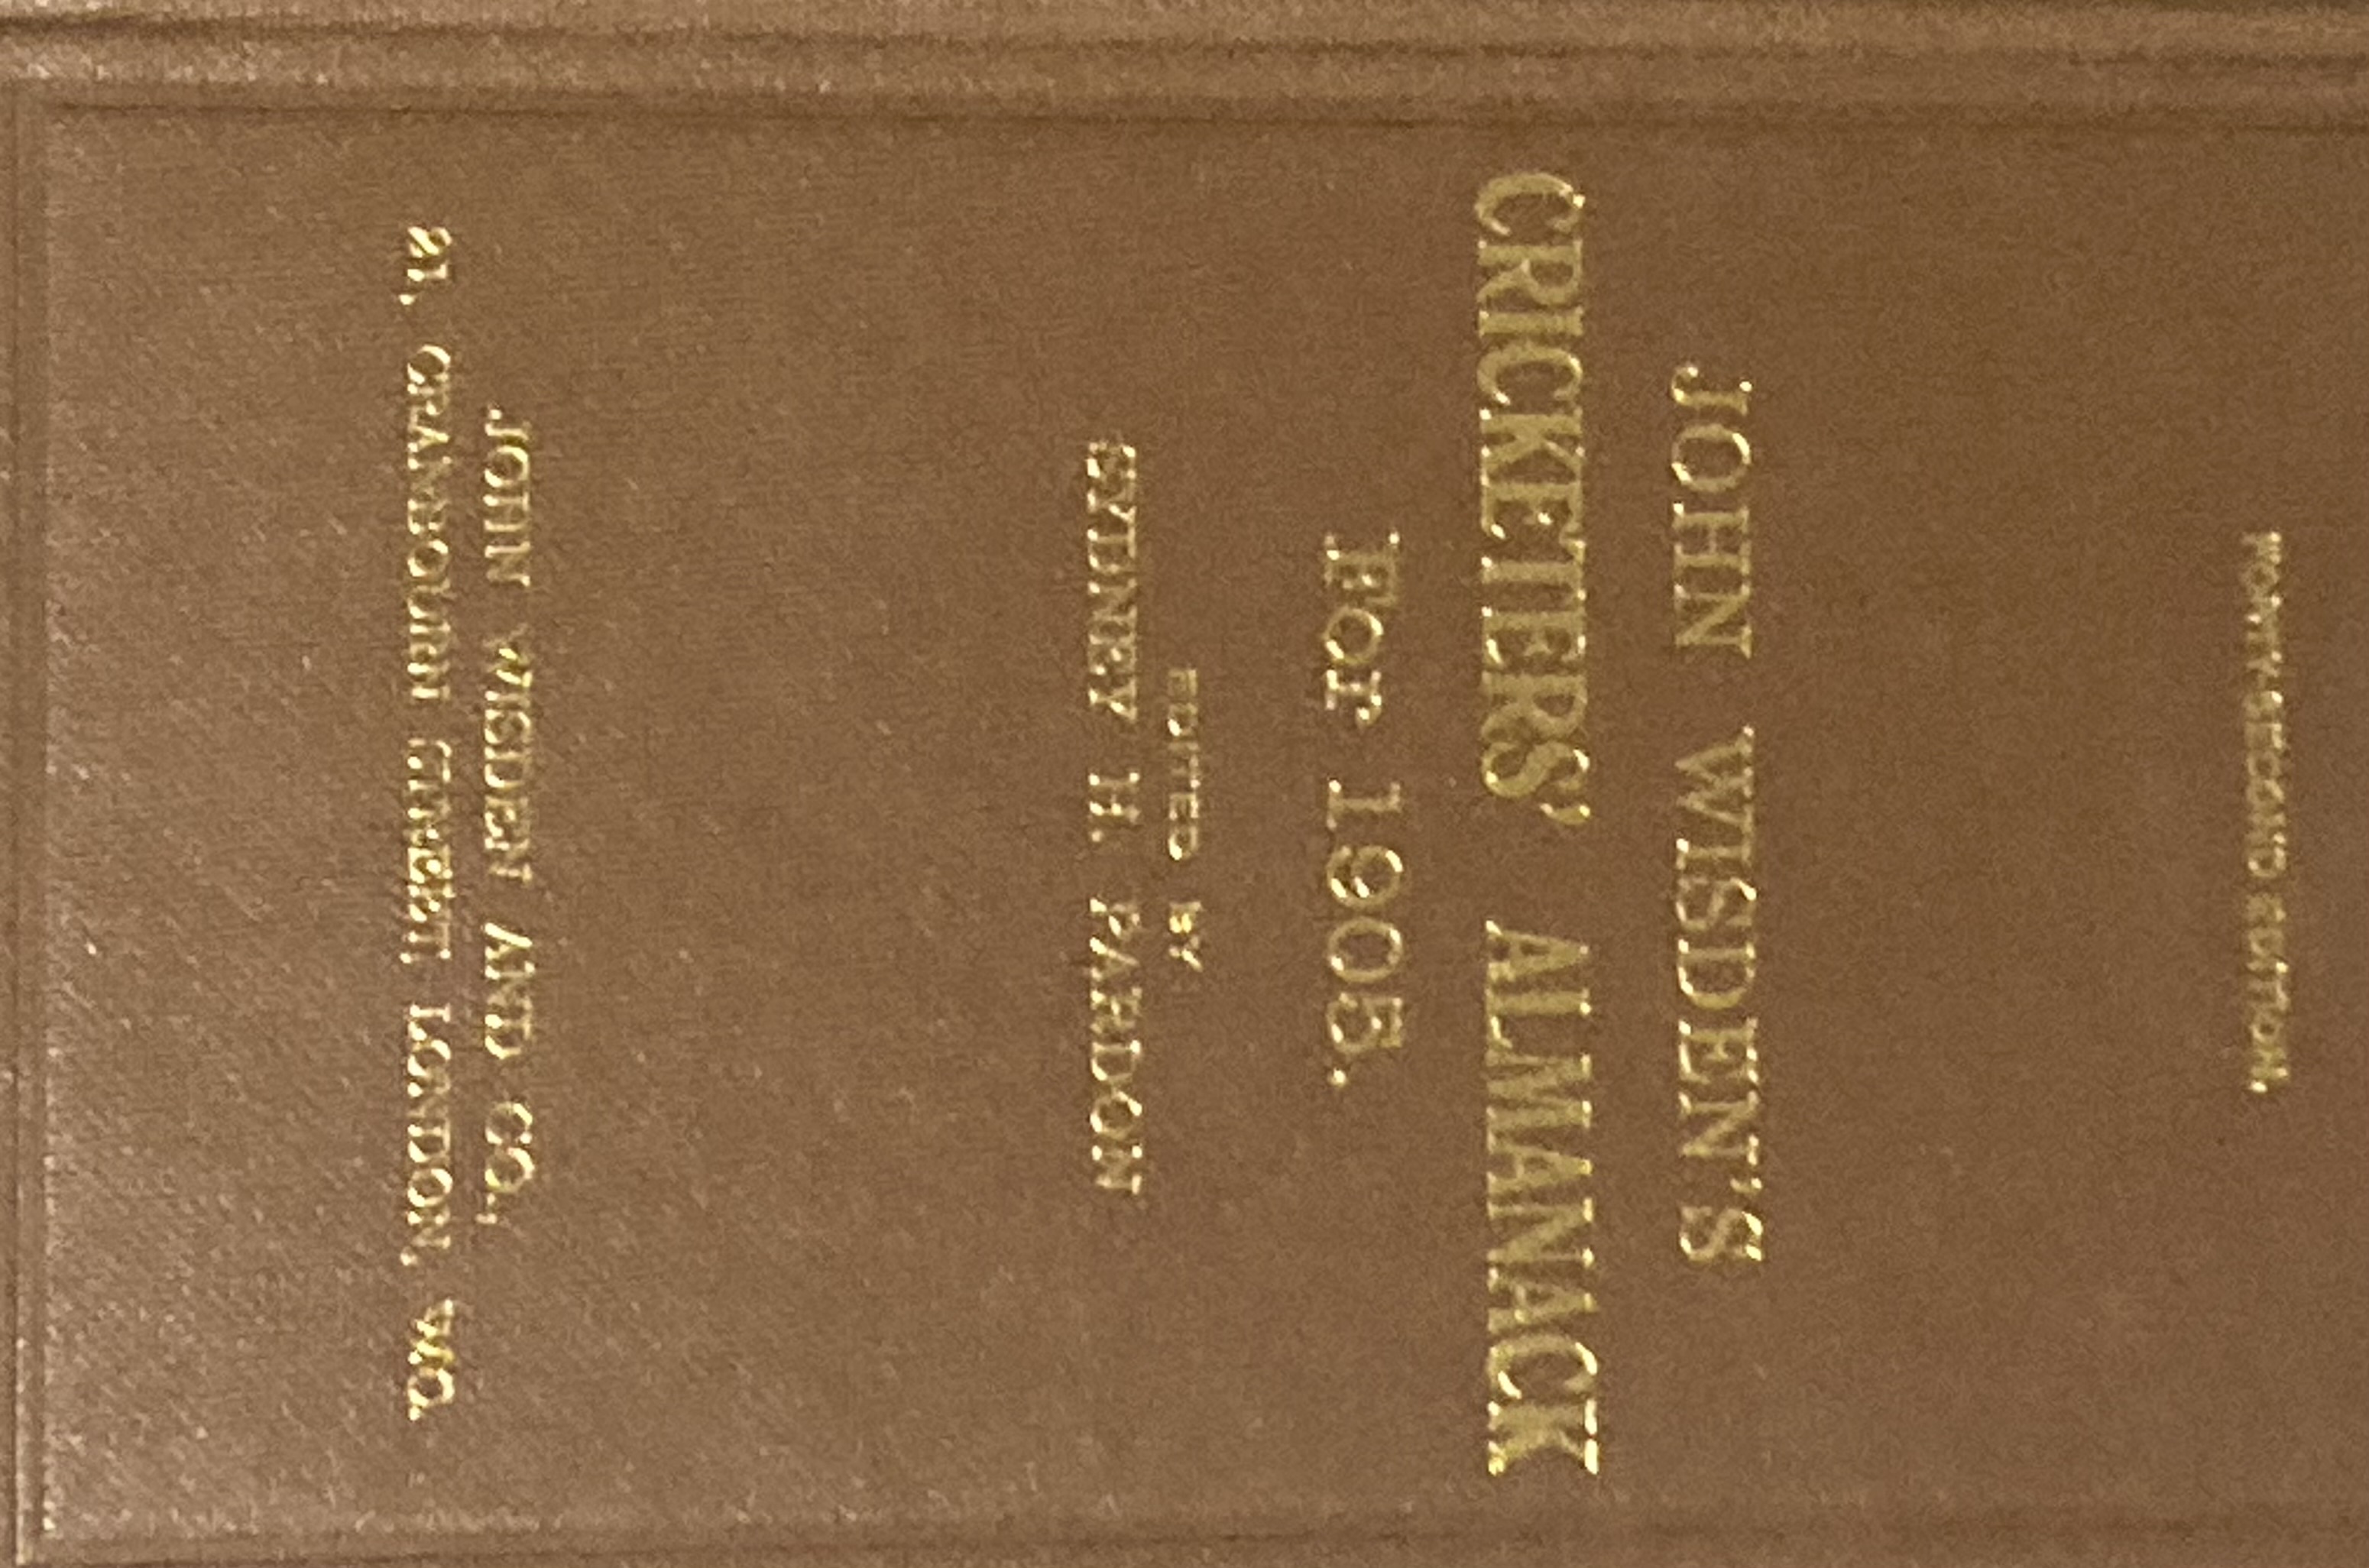 FORTY-SECOND EDITION.
JOHN WISDEN'S
CRICKETERS' ALMANACK
For 1905.
EDITED BY
SYDNEY H. PARDON
JOHN WISDEN AND CO.,
21, CRANBOURN STREET, LONDON, W.C.